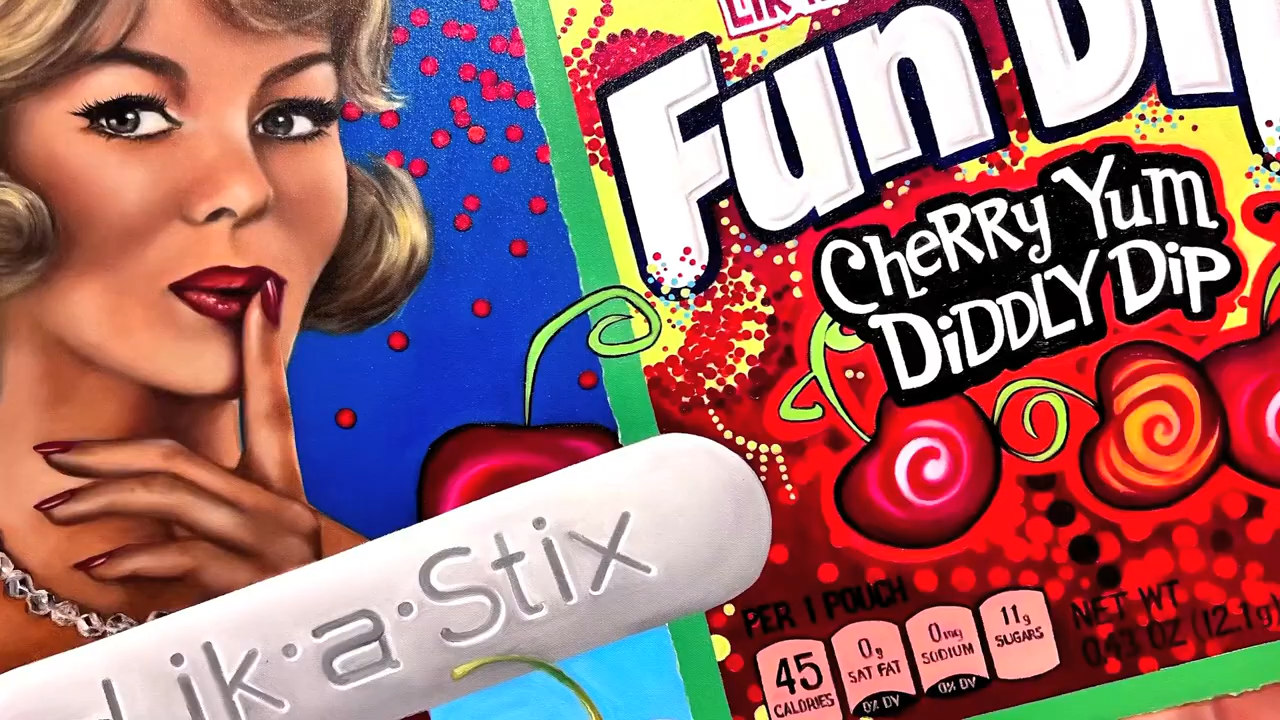 Fun Dip
CheRRy Yum
DiDDLY Dip
Lik·a·Stix
PER 1 POUCH
45
CALORIES
0g
SAT FAT
0% DV
0mg
SODIUM
0% DV
11g
SUGARS
NET WT
0.43 OZ (12.1g)